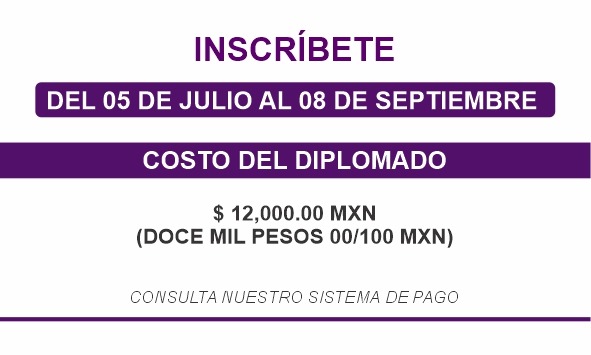 INSCRÍBETE
DEL 05 DE JULIO AL 08 DE SEPTIEMBRE
COSTO DEL DIPLOMADO
$ 12,000.00 MXN
(DOCE MIL PESOS 00/100 MXN)
CONSULTA NUESTRO SISTEMA DE PAGO